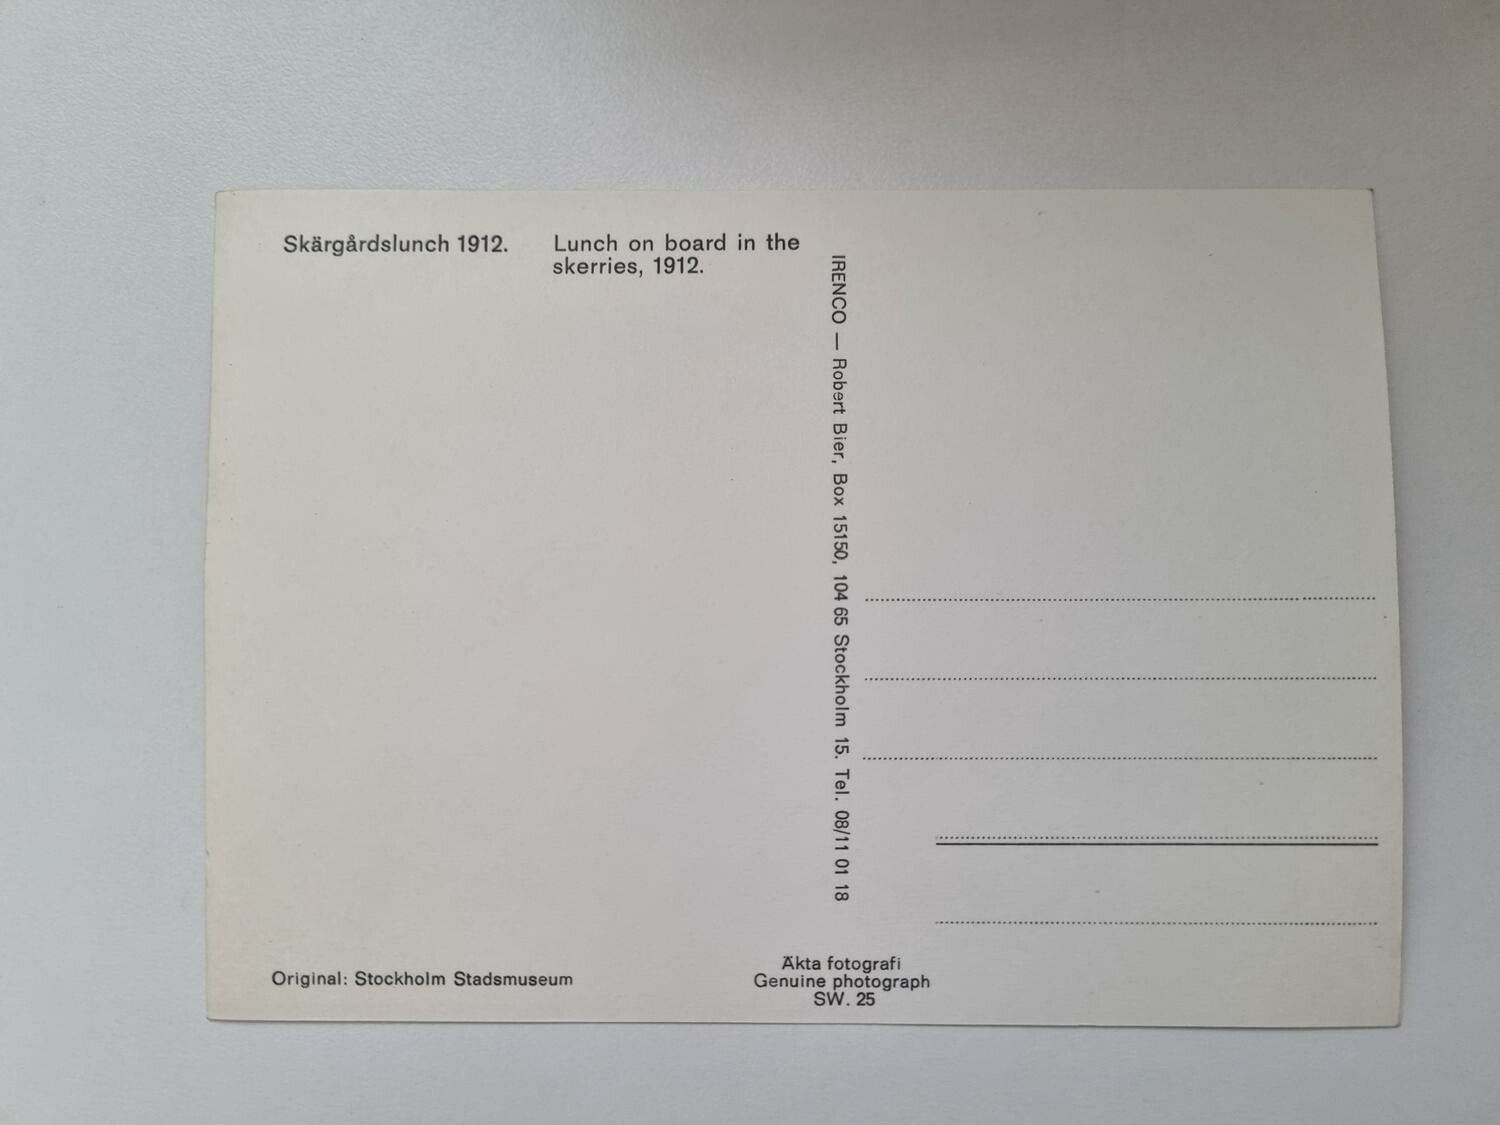 Skärgårdslunch 1912.
Lunch on board in the
skerries, 1912.
IRENCO — Robert Bier, Box 15150, 104 65 Stockholm 15. Tel. 08/11 01 18
Original: Stockholm Stadsmuseum
Äkta fotografi
Genuine photograph
SW. 25